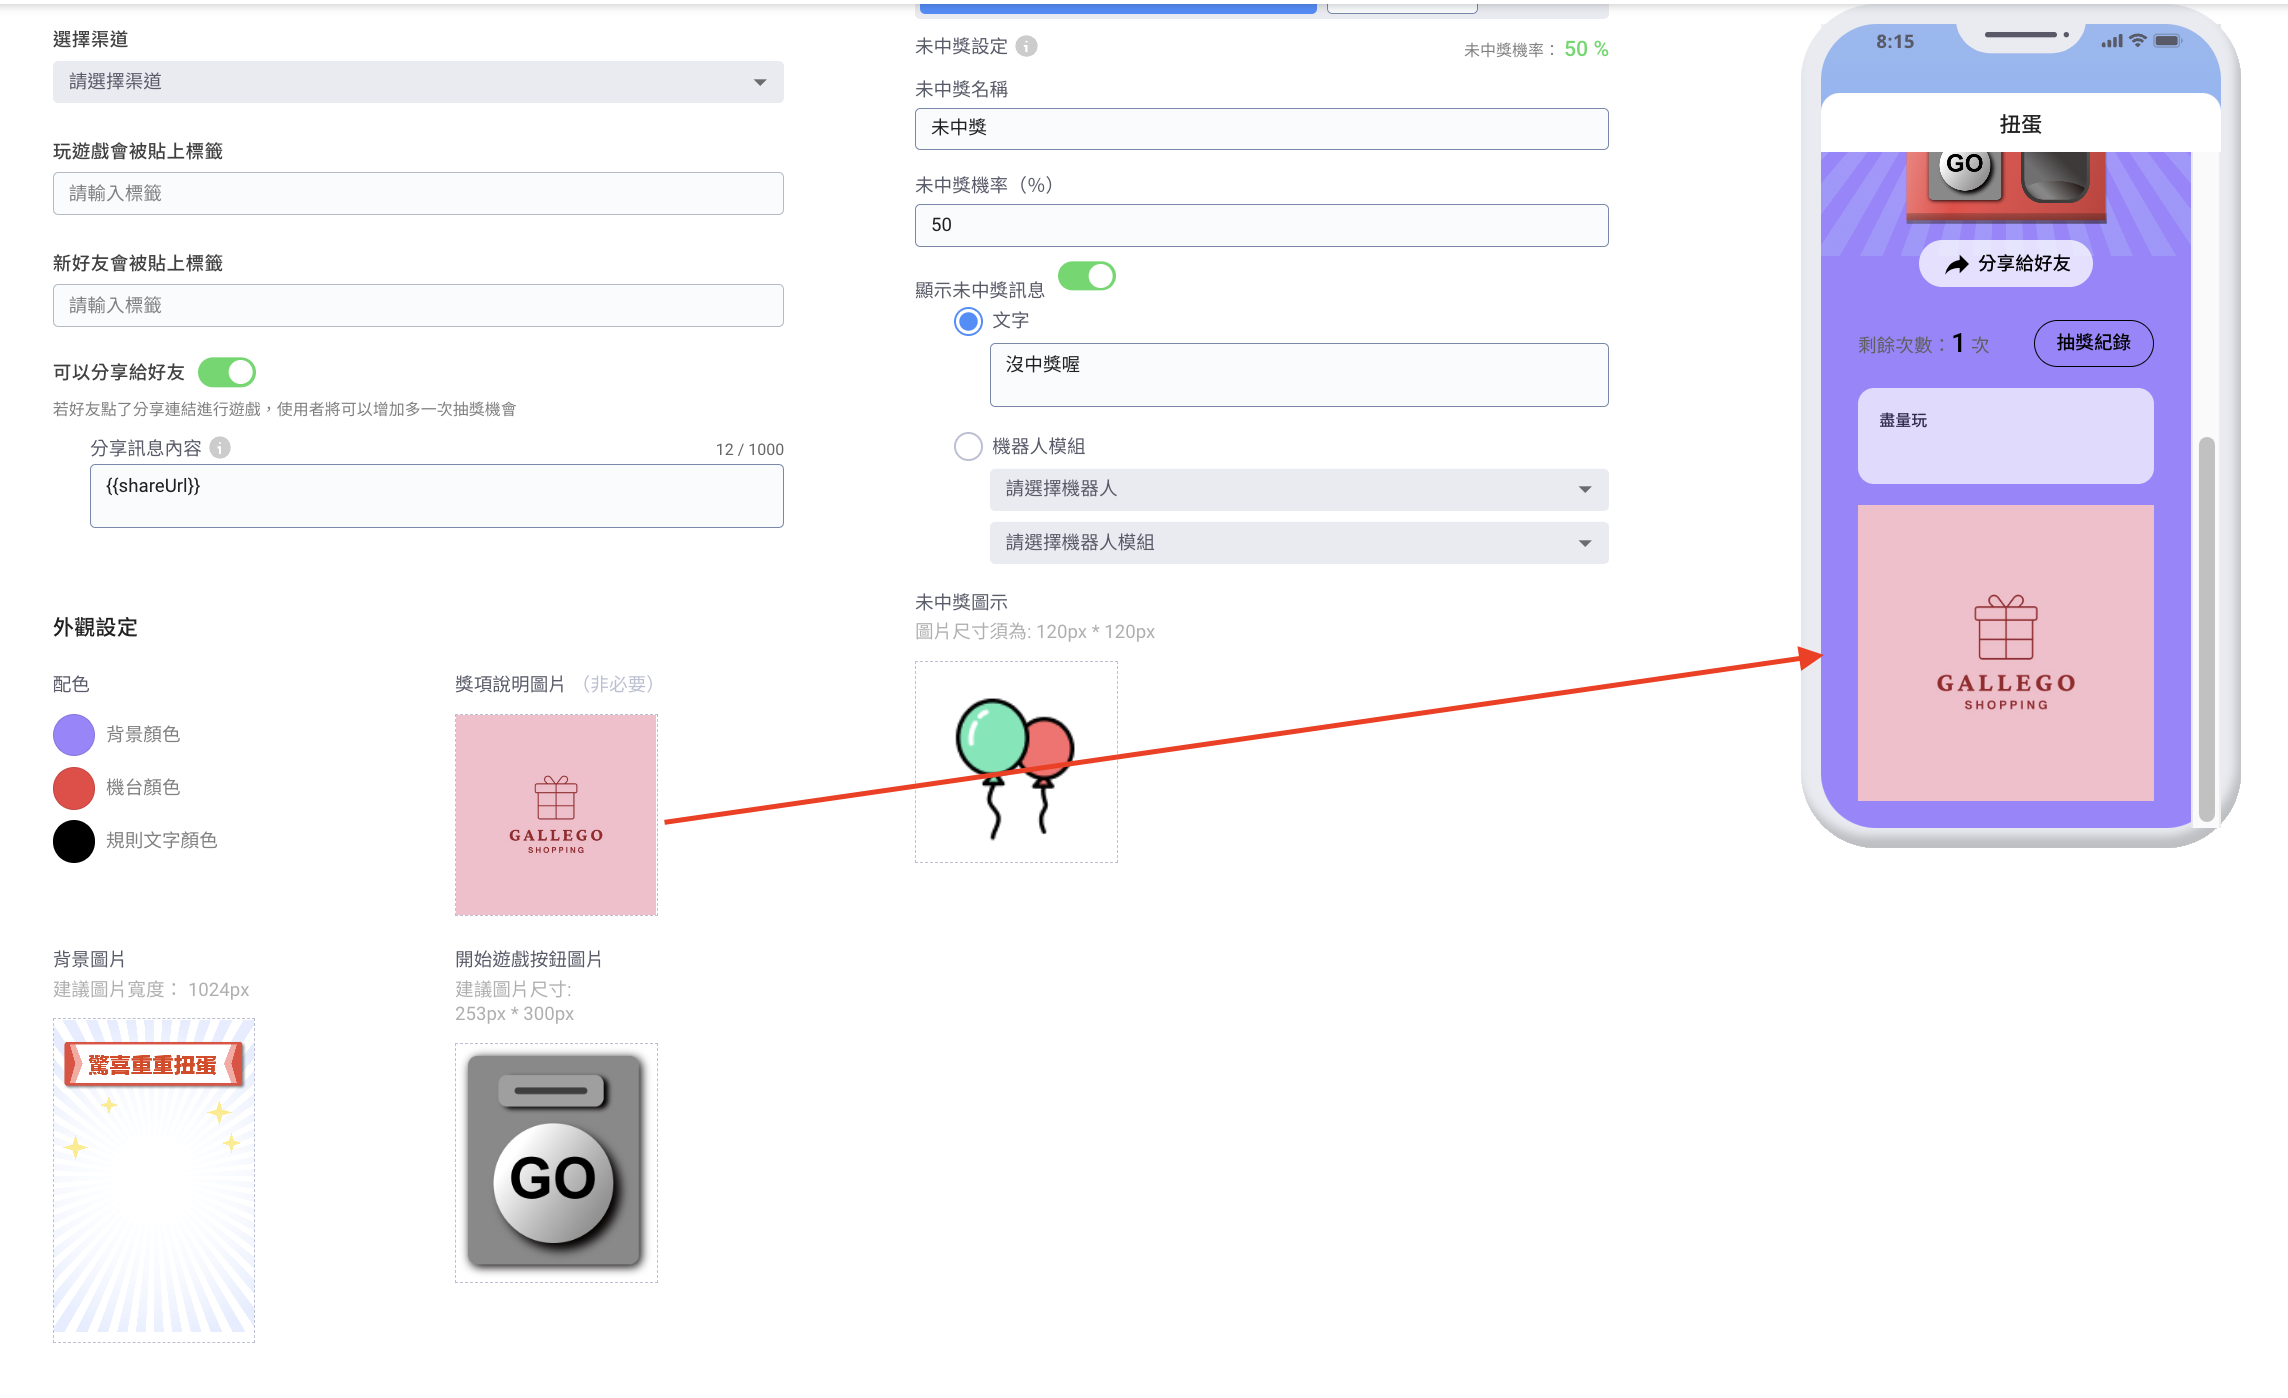 選擇渠道
請選擇渠道
玩遊戲會被貼上標籤
請輸入標籤
新好友會被貼上標籤
請輸入標籤
可以分享給好友
若好友點了分享連結進行遊戲，使用者將可以增加多一次抽獎機會
分享訊息內容
12 / 1000
{{shareUrl}}
外觀設定
配色
背景顏色
機台顏色
規則文字顏色
獎項說明圖片 （非必要）
GALLEGO
SHOPPING
背景圖片
建議圖片寬度： 1024px
驚喜重重扭蛋
開始遊戲按鈕圖片
建議圖片尺寸:
253px * 300px
GO
未中獎設定
未中獎機率： 50 %
未中獎名稱
未中獎
未中獎機率（%）
50
顯示未中獎訊息
文字
沒中獎喔
機器人模組
請選擇機器人
請選擇機器人模組
未中獎圖示
圖片尺寸須為: 120px * 120px
8:15
扭蛋
GO
分享給好友
剩餘次數：1 次
抽獎紀錄
盡量玩
GALLEGO
SHOPPING